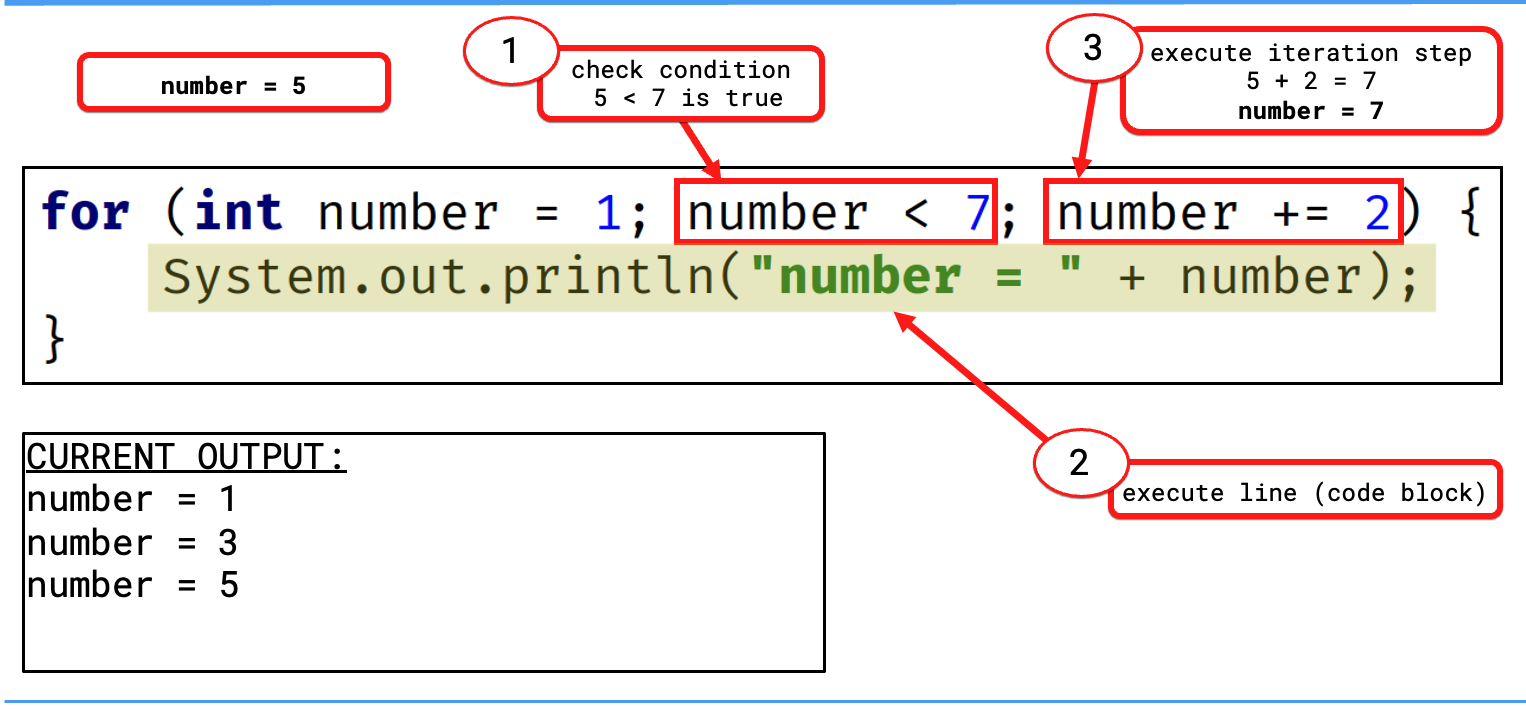 number = 5
1
check condition
5 < 7 is true
3
execute iteration step
5 + 2 = 7
number = 7
for (int number = 1; number < 7; number += 2) {
System.out.println("number = " + number);
}
CURRENT OUTPUT:
number = 1
number = 3
number = 5
2
execute line (code block)